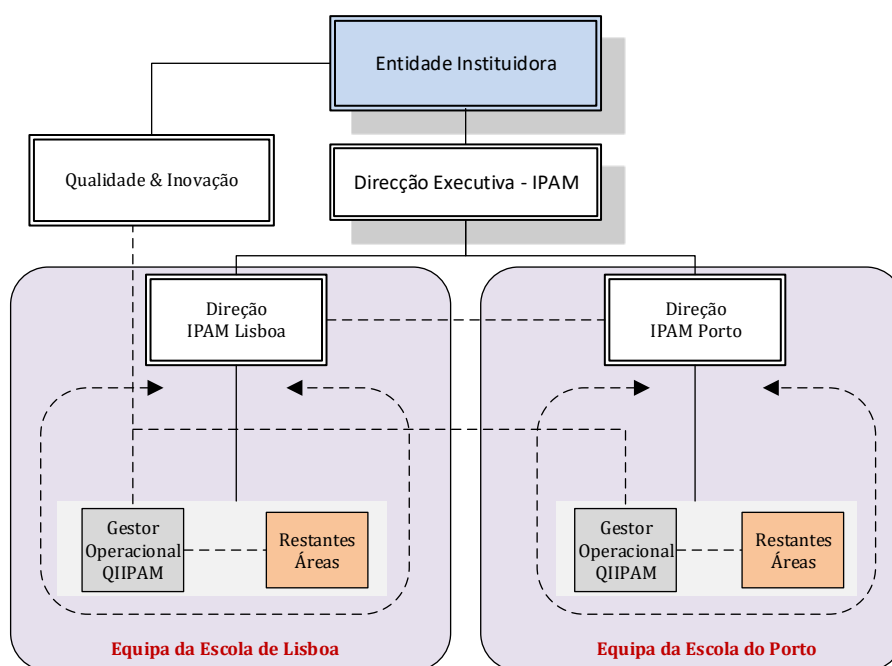 Entidade Instituidora
Qualidade & Inovação
Direcção Executiva - IPAM
Direção
IPAM Lisboa
Direção
IPAM Porto
Gestor
Operacional
QIIPAM
Restantes
Áreas
Gestor
Operacional
QIIPAM
Restantes
Áreas
Equipa da Escola de Lisboa
Equipa da Escola do Porto